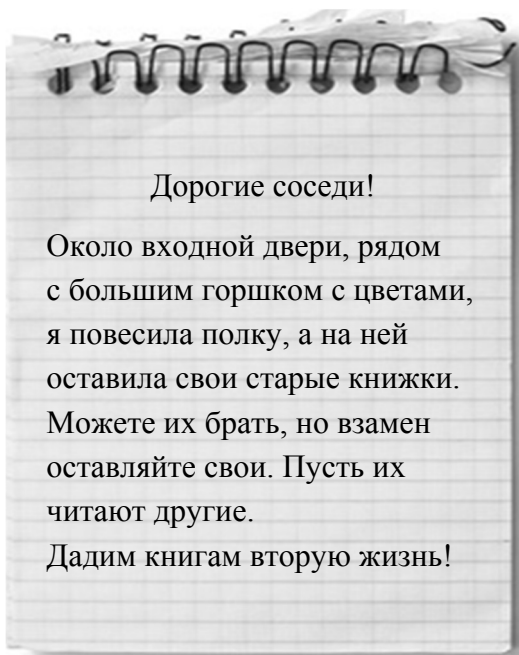 Дорогие соседи!
Около входной двери, рядом
с большим горшком с цветами,
я повесила полку, а на ней
оставила свои старые книжки.
Можете их брать, но взамен
оставляйте свои. Пусть их
читают другие.
Дадим книгам вторую жизнь!